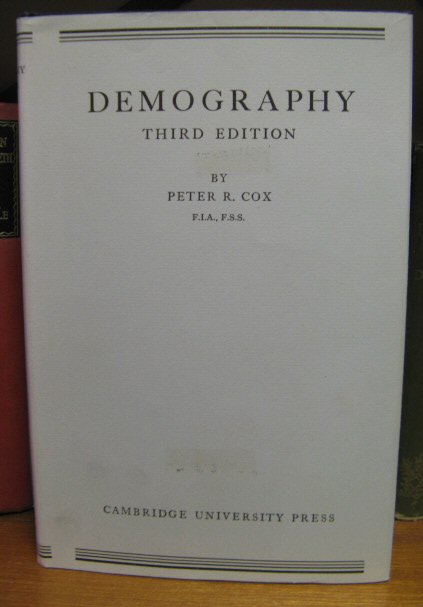 DEMOGRAPHY
THIRD EDITION
BY
PETER R. COX
F.I.A., F.S.S.
CAMBRIDGE UNIVERSITY PRESS